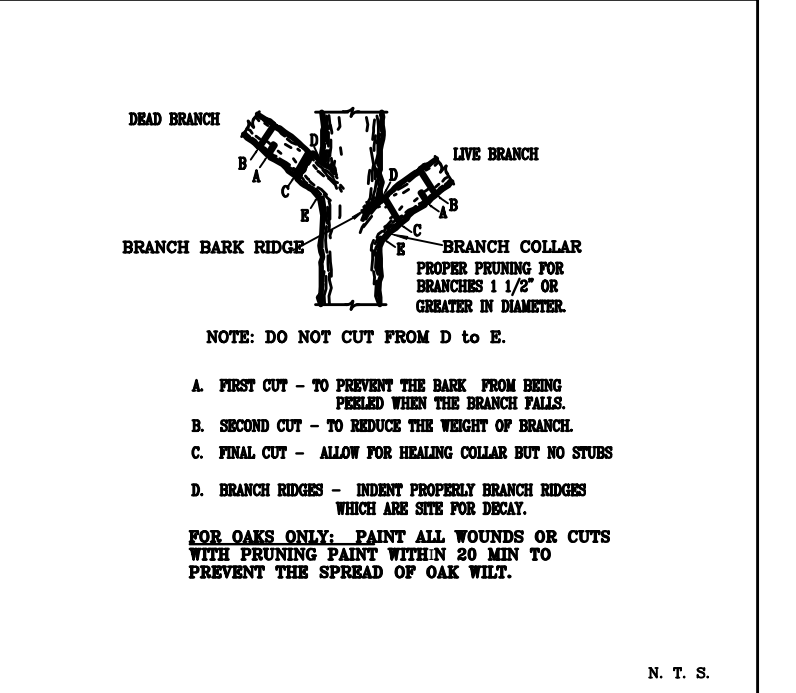 DEAD BRANCH
D
LIVE BRANCH
B
A
C
D
B
A
E
C
BRANCH BARK RIDGE
E
BRANCH COLLAR
PROPER PRUNING FOR
BRANCHES 1 1/2" OR
GREATER IN DIAMETER.
NOTE: DO NOT CUT FROM D to E.
A. FIRST CUT - TO PREVENT THE BARK FROM BEING
PEELED WHEN THE BRANCH FALLS.
B. SECOND CUT - TO REDUCE THE WEIGHT OF BRANCH.
C. FINAL CUT - ALLOW FOR HEALING COLLAR BUT NO STUBS
D. BRANCH RIDGES - INDENT PROPERLY BRANCH RIDGES
WHICH ARE SITE FOR DECAY.
FOR OAKS ONLY: PAINT ALL WOUNDS OR CUTS
WITH PRUNING PAINT WITHIN 20 MIN TO
PREVENT THE SPREAD OF OAK WILT.
N. T. S.